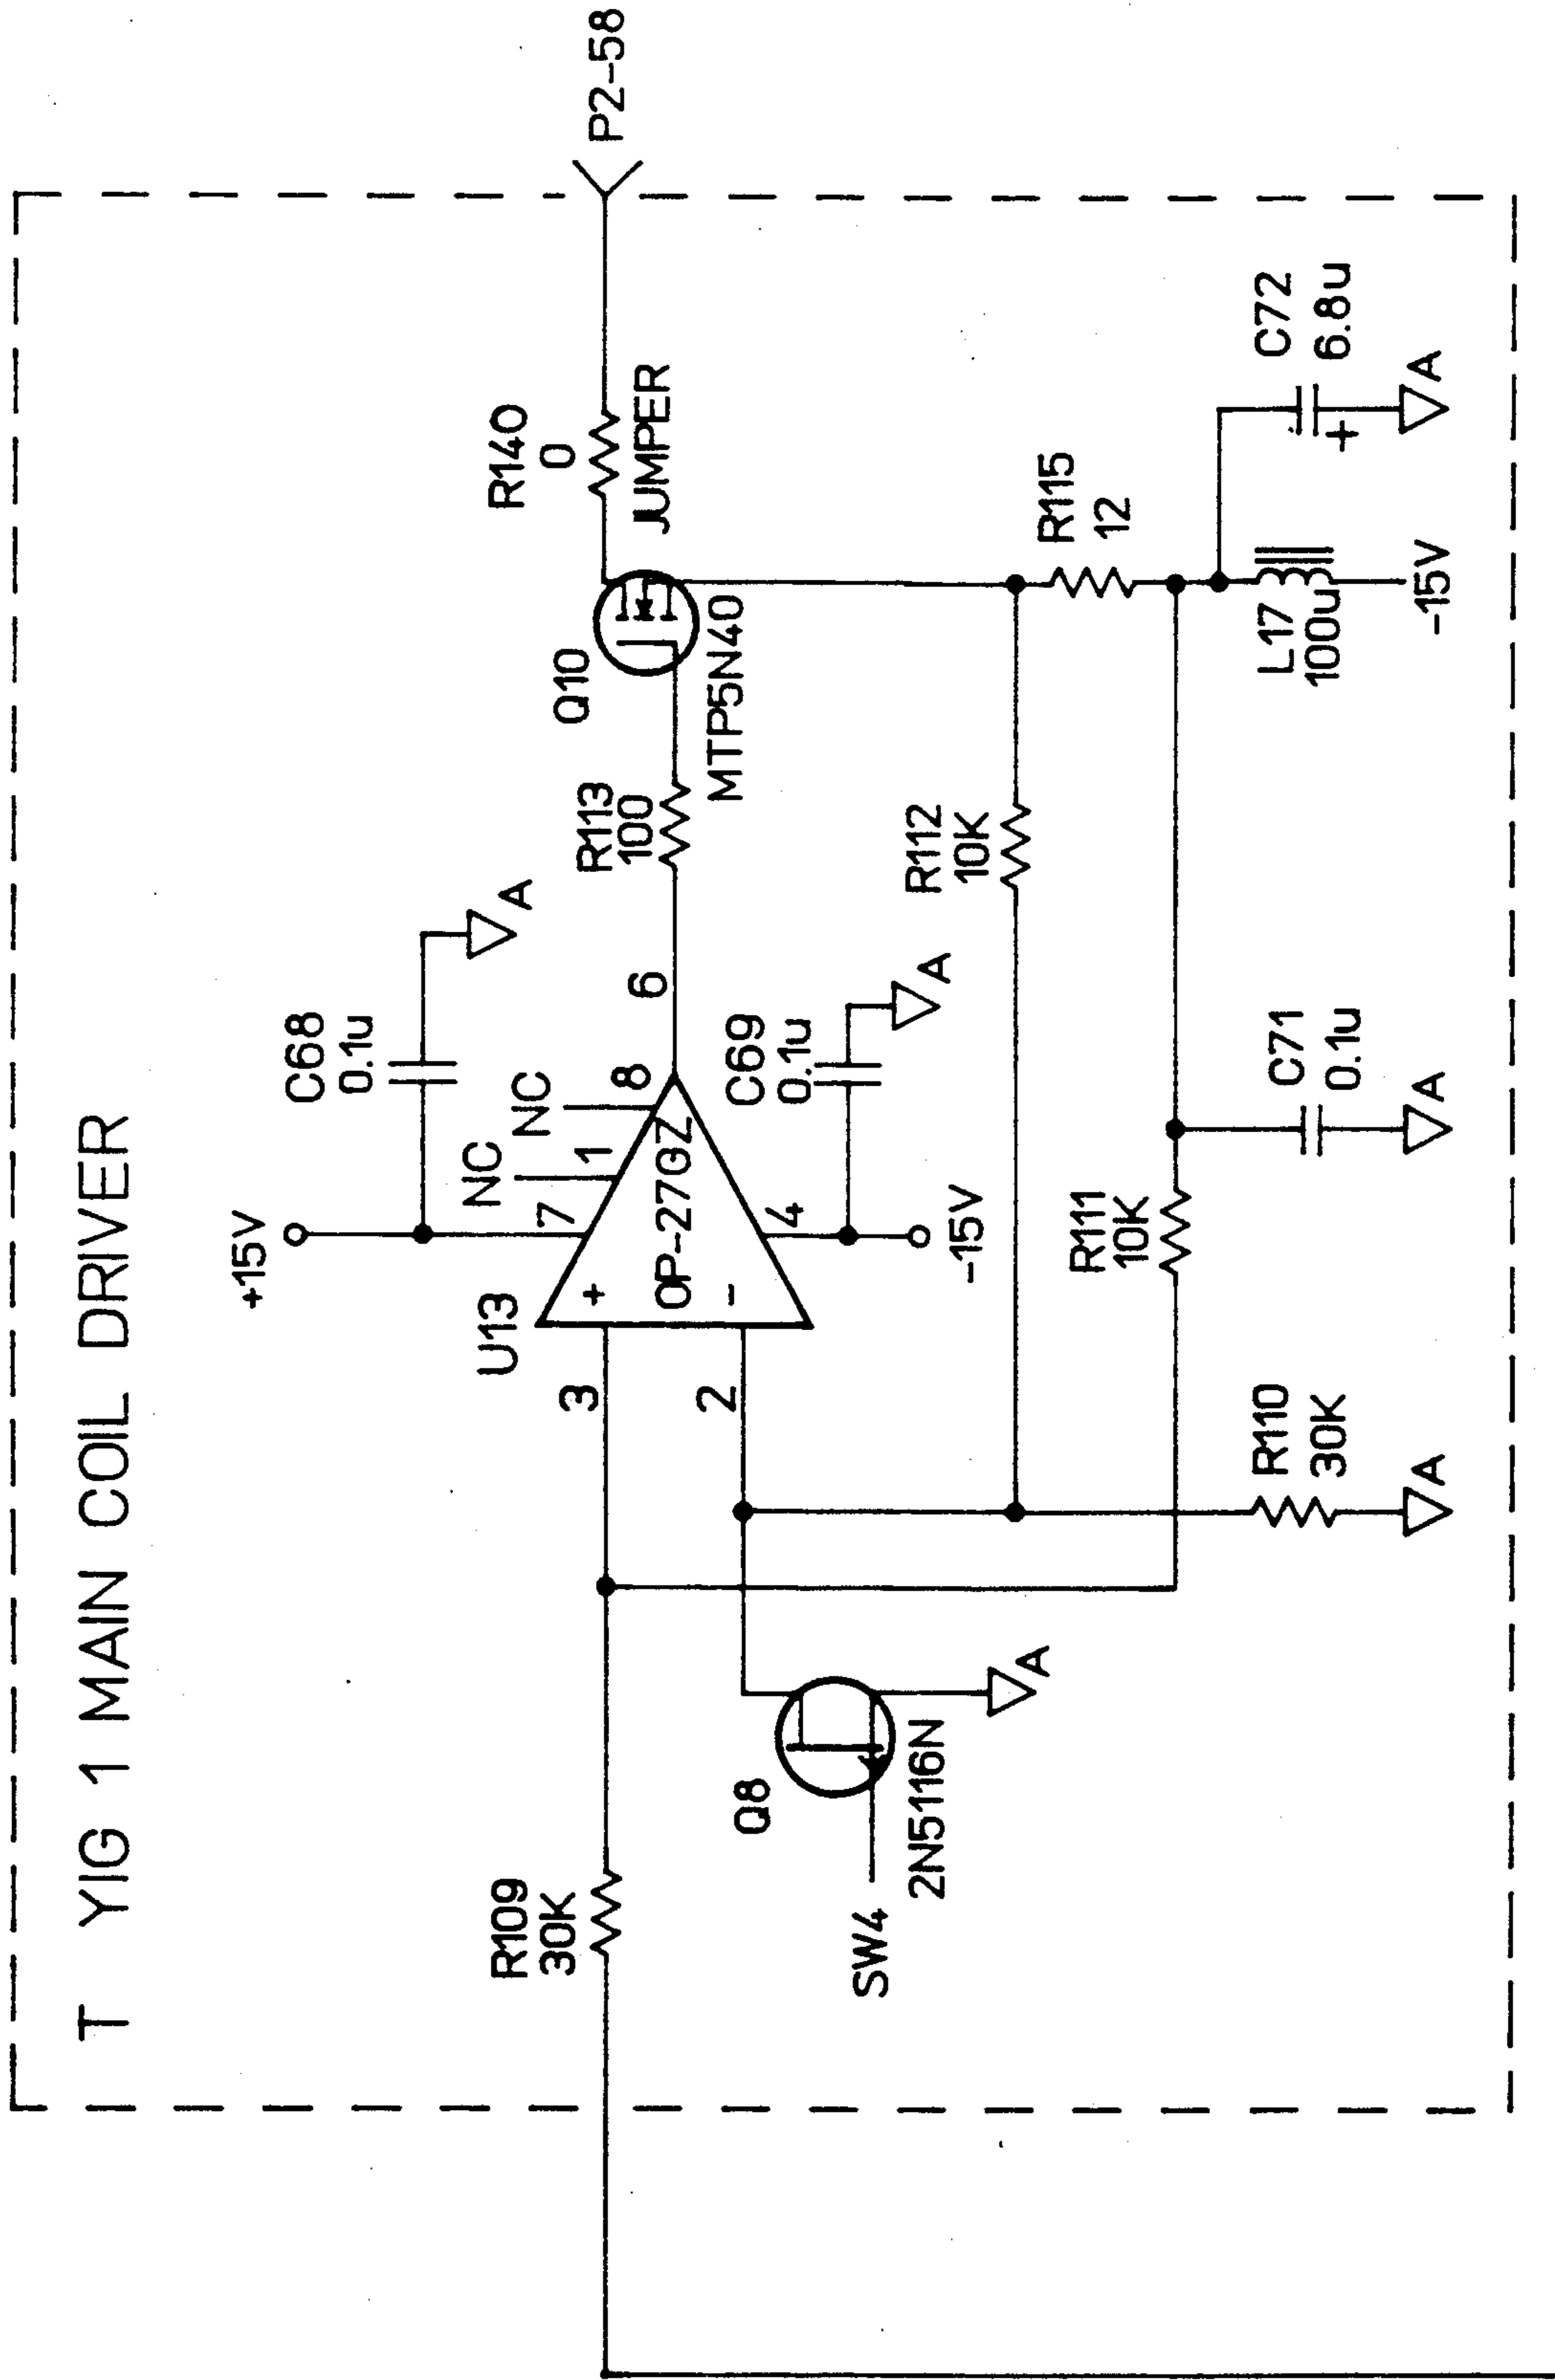 T YIG 1 MAIN COIL DRIVER
+15V
C68
0.1u
A
NC
NC
7
1
8
U13
3
+
OP-27GZ
2
-
6
4
C69
0.1u
A
-15V
R113
100
Q10
MTP5N40
R140
0
JUMPER
P2-58
R109
30K
Q8
SW4
2N5116N
A
R112
10K
R115
12
R111
10K
R110
30K
A
C71
0.1u
A
L17
100u
-15V
C72
6.8u
+
A